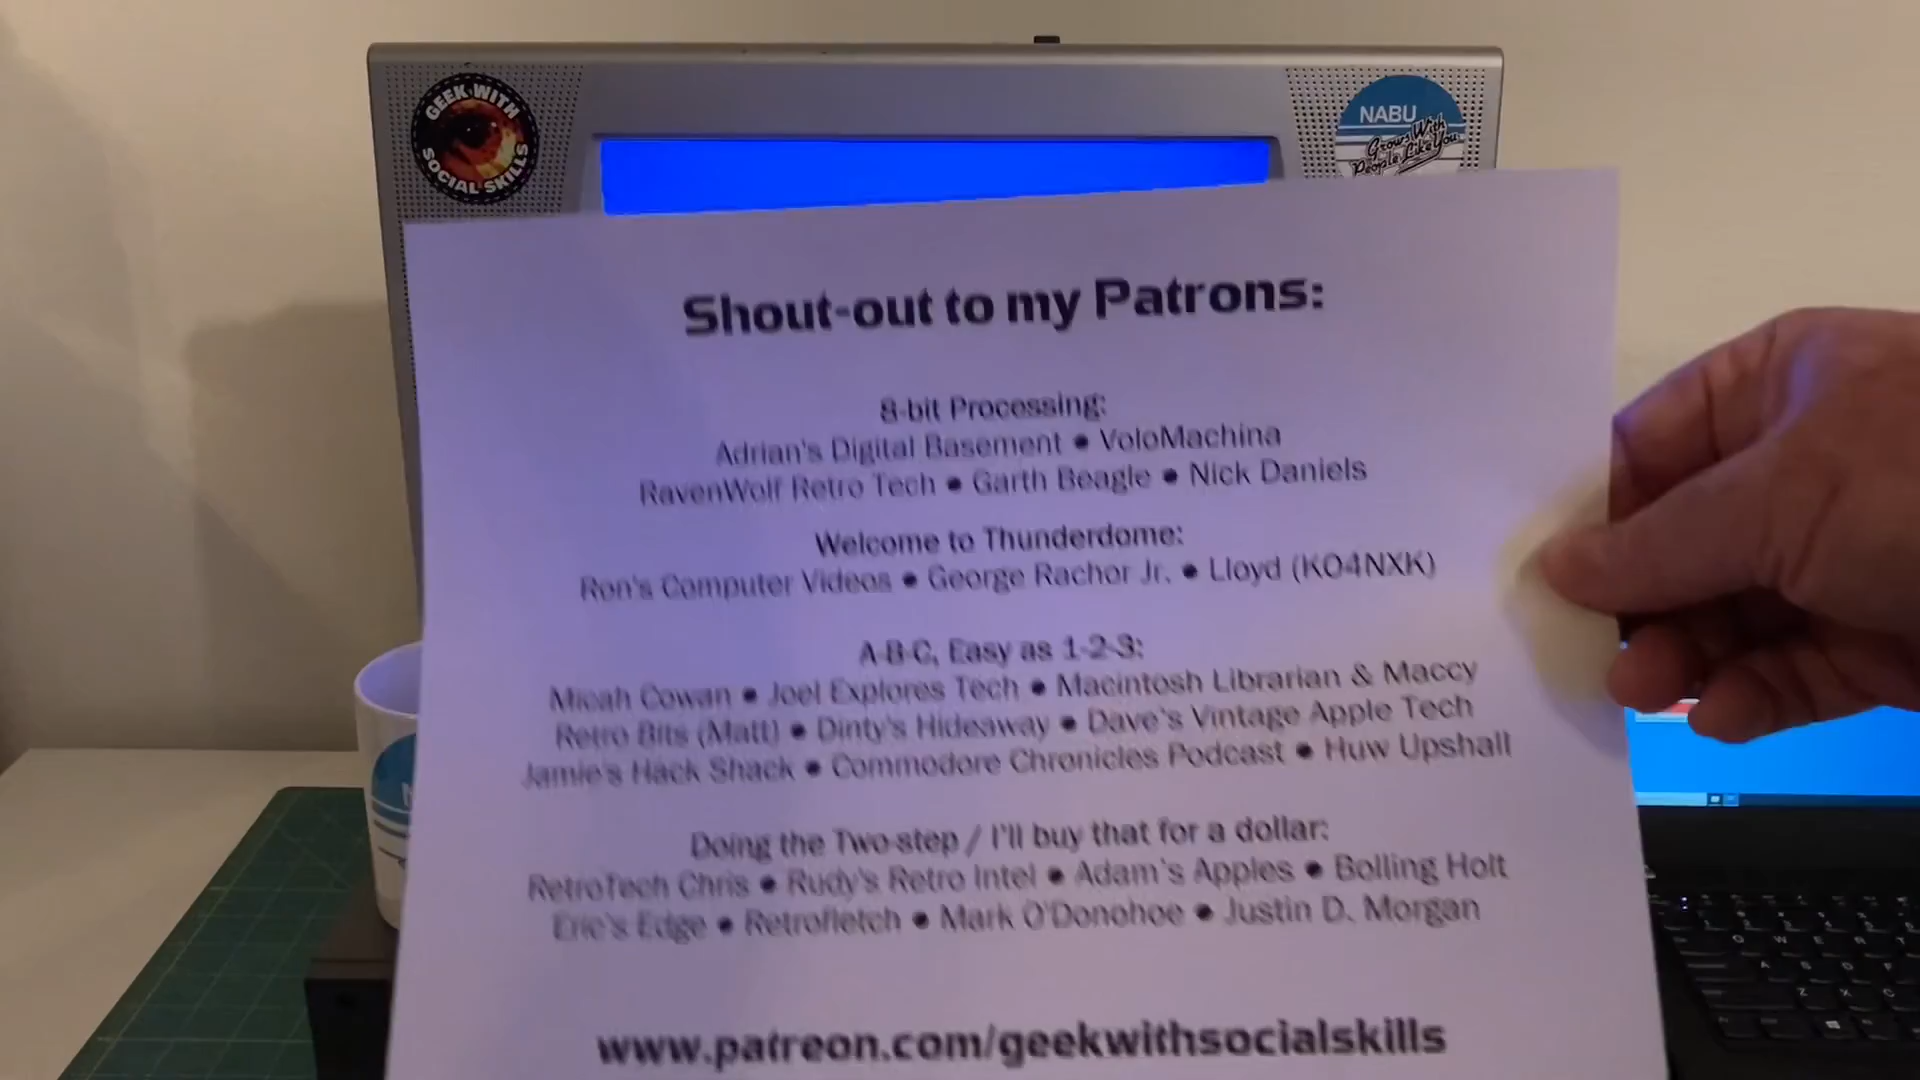 GEEK WITH
SOCIAL SKILLS
NABU
Grows With
People Like You
Shout-out to my Patrons:
8-bit Processing:
Adrian's Digital Basement ● VoloMachina
RavenWolf Retro Tech ● Garth Beagle ● Nick Daniels
Welcome to Thunderdome:
Ron's Computer Videos ● George Rachor Jr. ● Lloyd (KO4NXK)
A-B-C, Easy as 1-2-3:
Micah Cowan ● Joel Explores Tech ● Macintosh Librarian & Maccy
Retro Bits (Matt) ● Dinty's Hideaway ● Dave's Vintage Apple Tech
Jamie's Hack Shack ● Commodore Chronicles Podcast ● Huw Upshall
Doing the Two-step / I'll buy that for a dollar:
RetroTech Chris ● Rudy's Retro Intel ● Adam's Apples ● Bolling Holt
Eric's Edge ● Retrofletch ● Mark O'Donohoe ● Justin D. Morgan
www.patreon.com/geekwithsocialskills